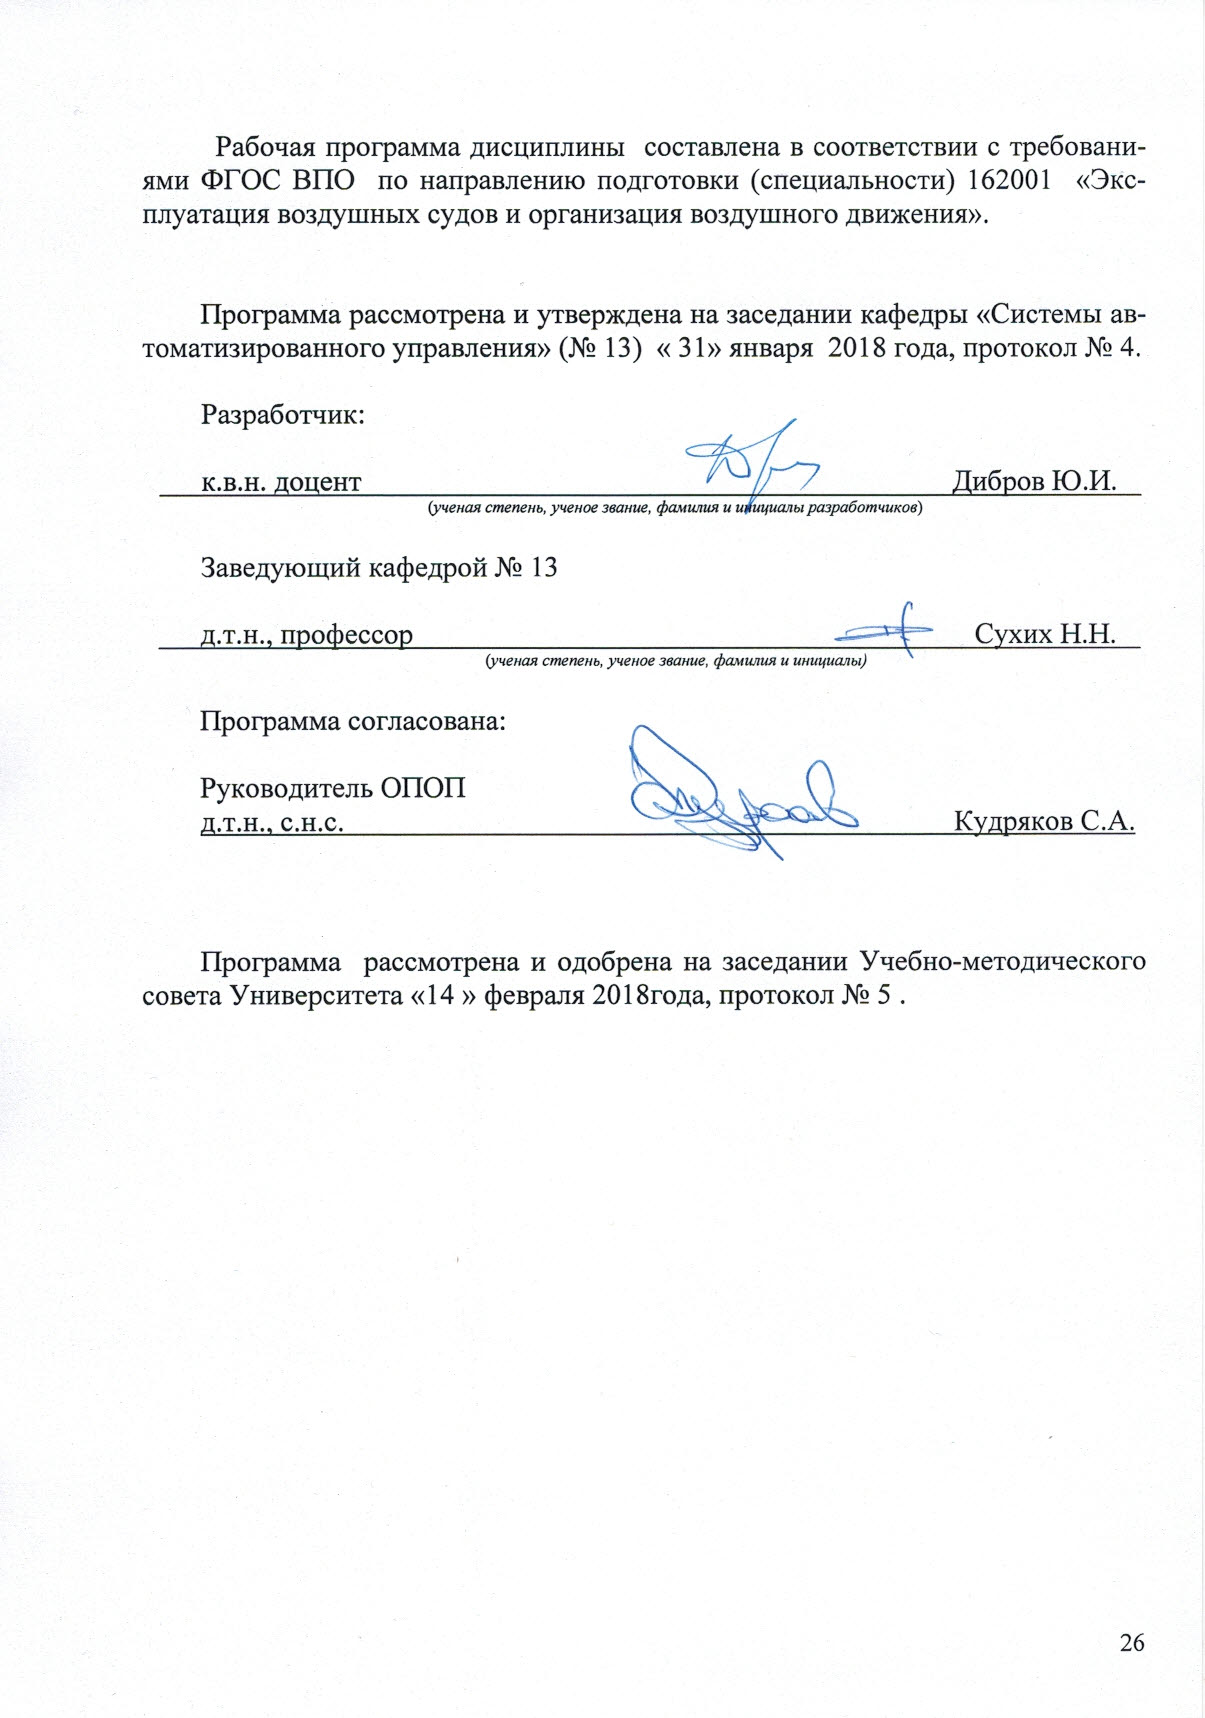 Рабочая программа дисциплины составлена в соответствии с требовани-
ями ФГОС ВПО по направлению подготовки (специальности) 162001 «Экс-
плуатация воздушных судов и организация воздушного движения».
Программа рассмотрена и утверждена на заседании кафедры «Системы ав-
томатизированного управления» (№ 13) « 31» января 2018 года, протокол № 4.
Разработчик:
к.в.н. доцент Дибров Ю.И.
(ученая степень, ученое звание, фамилия и инициалы разработчиков)
Заведующий кафедрой № 13
д.т.н., профессор Сухих Н.Н.
(ученая степень, ученое звание, фамилия и инициалы)
Программа согласована:
Руководитель ОПОП
д.т.н., с.н.с. Кудряков С.А.
Программа рассмотрена и одобрена на заседании Учебно-методического
совета Университета «14 » февраля 2018года, протокол № 5 .
26